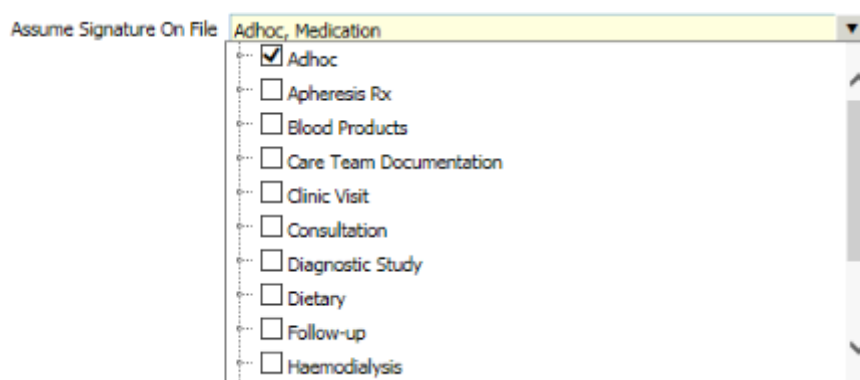 Assume Signature On File Adhoc, Medication
Adhoc
Apheresis Rx
Blood Products
Care Team Documentation
Clinic Visit
Consultation
Diagnostic Study
Dietary
Follow-up
Haemodialysis